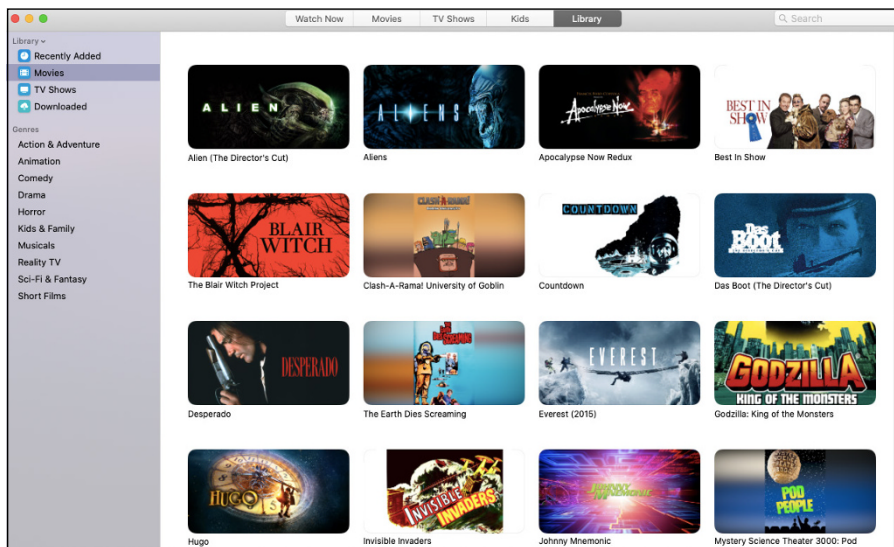 Watch Now
Movies
TV Shows
Kids
Library
Search
Library
Recently Added
Movies
TV Shows
Downloaded
Genres
Action & Adventure
Animation
Comedy
Drama
Horror
Kids & Family
Musicals
Reality TV
Sci-Fi & Fantasy
Short Films
ALIEN
ALIENS
Apocalypse Now
BEST IN
SHOW
Alien (The Director's Cut)
Aliens
Apocalypse Now Redux
Best In Show
BLAIR
WITCH
CLASH-A-RAMA!
COUNTDOWN
Das
Boot
The Blair Witch Project
Clash-A-Rama! University of Goblin
Countdown
Das Boot (The Director's Cut)
DESPERADO
EVEREST
GODZILLA
KING OF THE MONSTERS
Desperado
The Earth Dies Screaming
Everest (2015)
Godzilla: King of the Monsters
HUGO
INVISIBLE
INVADERS
JOHNNY
MNEMONIC
POD
PEOPLE
Hugo
Invisible Invaders
Johnny Mnemonic
Mystery Science Theater 3000: Pod